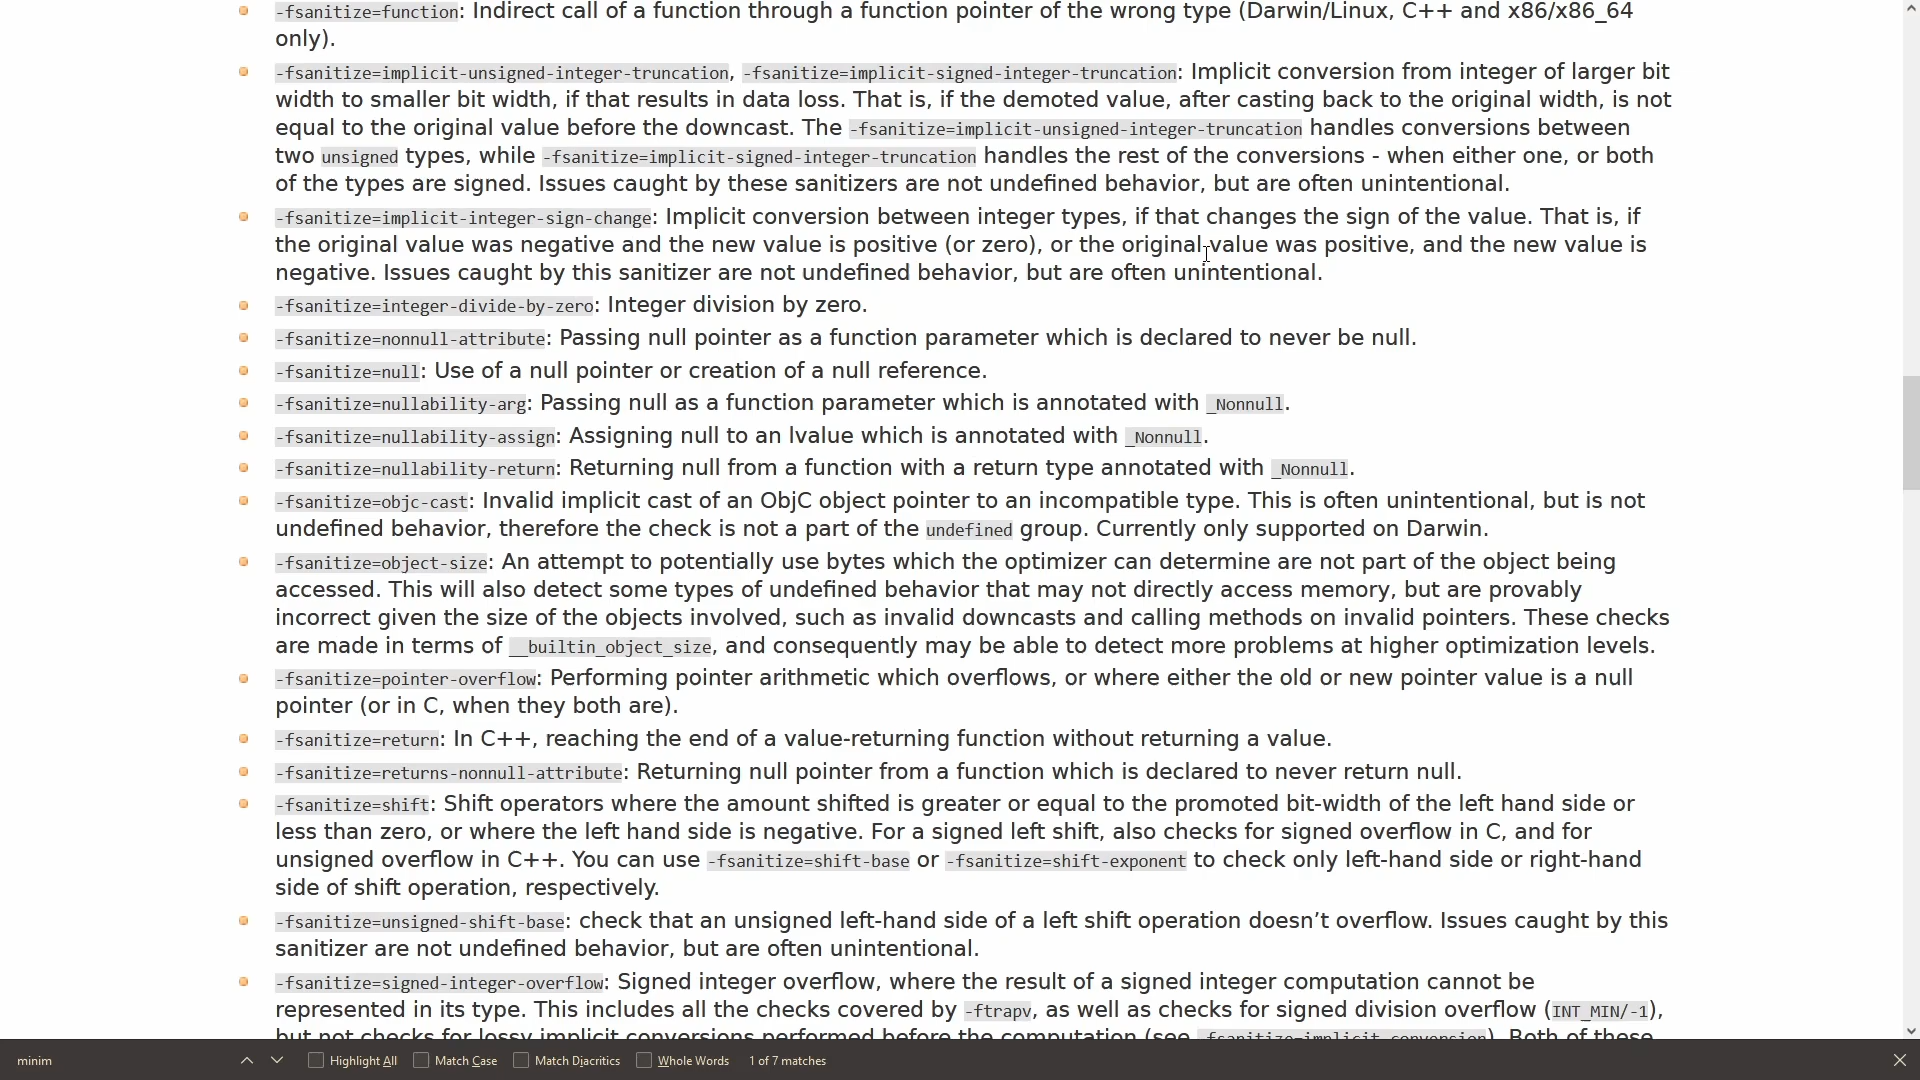 -fsanitize=function: Indirect call of a function through a function pointer of the wrong type (Darwin/Linux, C++ and x86/x86_64
only).
-fsanitize=implicit-unsigned-integer-truncation, -fsanitize=implicit-signed-integer-truncation: Implicit conversion from integer of larger bit
width to smaller bit width, if that results in data loss. That is, if the demoted value, after casting back to the original width, is not
equal to the original value before the downcast. The -fsanitize=implicit-unsigned-integer-truncation handles conversions between
two unsigned types, while -fsanitize=implicit-signed-integer-truncation handles the rest of the conversions - when either one, or both
of the types are signed. Issues caught by these sanitizers are not undefined behavior, but are often unintentional.
-fsanitize=implicit-integer-sign-change: Implicit conversion between integer types, if that changes the sign of the value. That is, if
the original value was negative and the new value is positive (or zero), or the original value was positive, and the new value is
negative. Issues caught by this sanitizer are not undefined behavior, but are often unintentional.
-fsanitize=integer-divide-by-zero: Integer division by zero.
-fsanitize=nonnull-attribute: Passing null pointer as a function parameter which is declared to never be null.
-fsanitize=null: Use of a null pointer or creation of a null reference.
-fsanitize=nullability-arg: Passing null as a function parameter which is annotated with _Nonnull.
-fsanitize=nullability-assign: Assigning null to an lvalue which is annotated with _Nonnull.
-fsanitize=nullability-return: Returning null from a function with a return type annotated with _Nonnull.
-fsanitize=objc-cast: Invalid implicit cast of an ObjC object pointer to an incompatible type. This is often unintentional, but is not
undefined behavior, therefore the check is not a part of the undefined group. Currently only supported on Darwin.
-fsanitize=object-size: An attempt to potentially use bytes which the optimizer can determine are not part of the object being
accessed. This will also detect some types of undefined behavior that may not directly access memory, but are provably
incorrect given the size of the objects involved, such as invalid downcasts and calling methods on invalid pointers. These checks
are made in terms of __builtin_object_size, and consequently may be able to detect more problems at higher optimization levels.
-fsanitize=pointer-overflow: Performing pointer arithmetic which overflows, or where either the old or new pointer value is a null
pointer (or in C, when they both are).
-fsanitize=return: In C++, reaching the end of a value-returning function without returning a value.
-fsanitize=returns-nonnull-attribute: Returning null pointer from a function which is declared to never return null.
-fsanitize=shift: Shift operators where the amount shifted is greater or equal to the promoted bit-width of the left hand side or
less than zero, or where the left hand side is negative. For a signed left shift, also checks for signed overflow in C, and for
unsigned overflow in C++. You can use -fsanitize=shift-base or -fsanitize=shift-exponent to check only left-hand side or right-hand
side of shift operation, respectively.
-fsanitize=unsigned-shift-base: check that an unsigned left-hand side of a left shift operation doesn’t overflow. Issues caught by this
sanitizer are not undefined behavior, but are often unintentional.
-fsanitize=signed-integer-overflow: Signed integer overflow, where the result of a signed integer computation cannot be
represented in its type. This includes all the checks covered by -ftrapv, as well as checks for signed division overflow (INT_MIN/-1),
but not checks for lossy implicit conversions performed before the computation (see -fsanitize=implicit-conversion). Both of these
minim Highlight All Match Case Match Diacritics Whole Words 1 of 7 matches